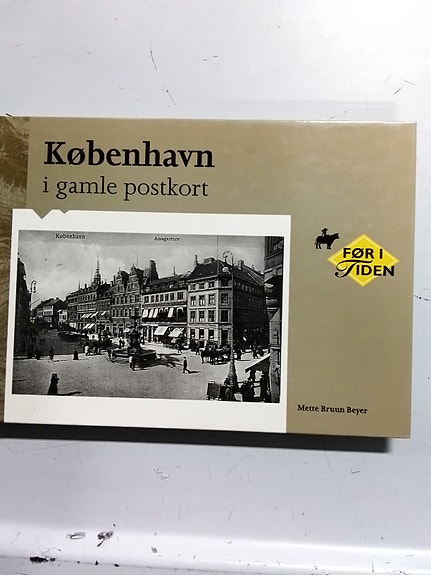 København
i gamle postkort
København
Amagertorv
FØR I
TIDEN
Mette Bruun Beyer